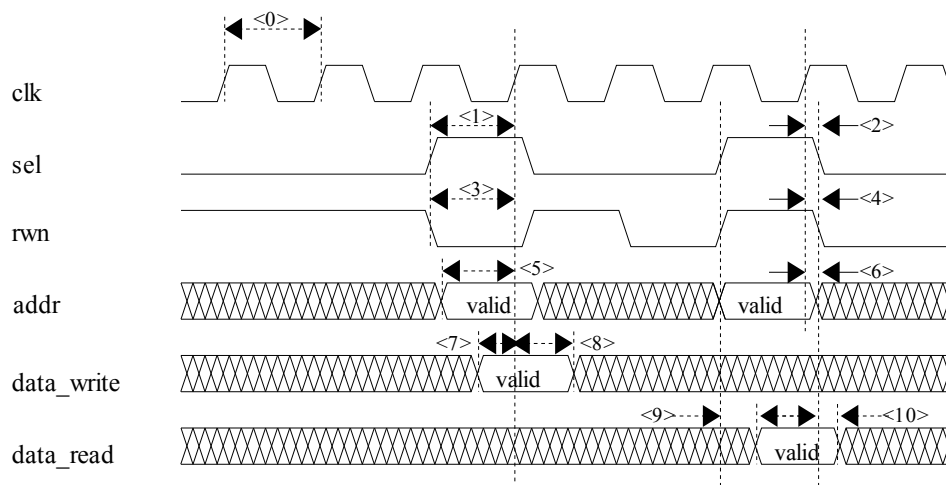 <0>
clk
<1>
<2>
sel
<3>
<4>
rwn
<5>
<6>
addr
valid
valid
<7>
<8>
data_write
valid
<9>
<10>
data_read
valid